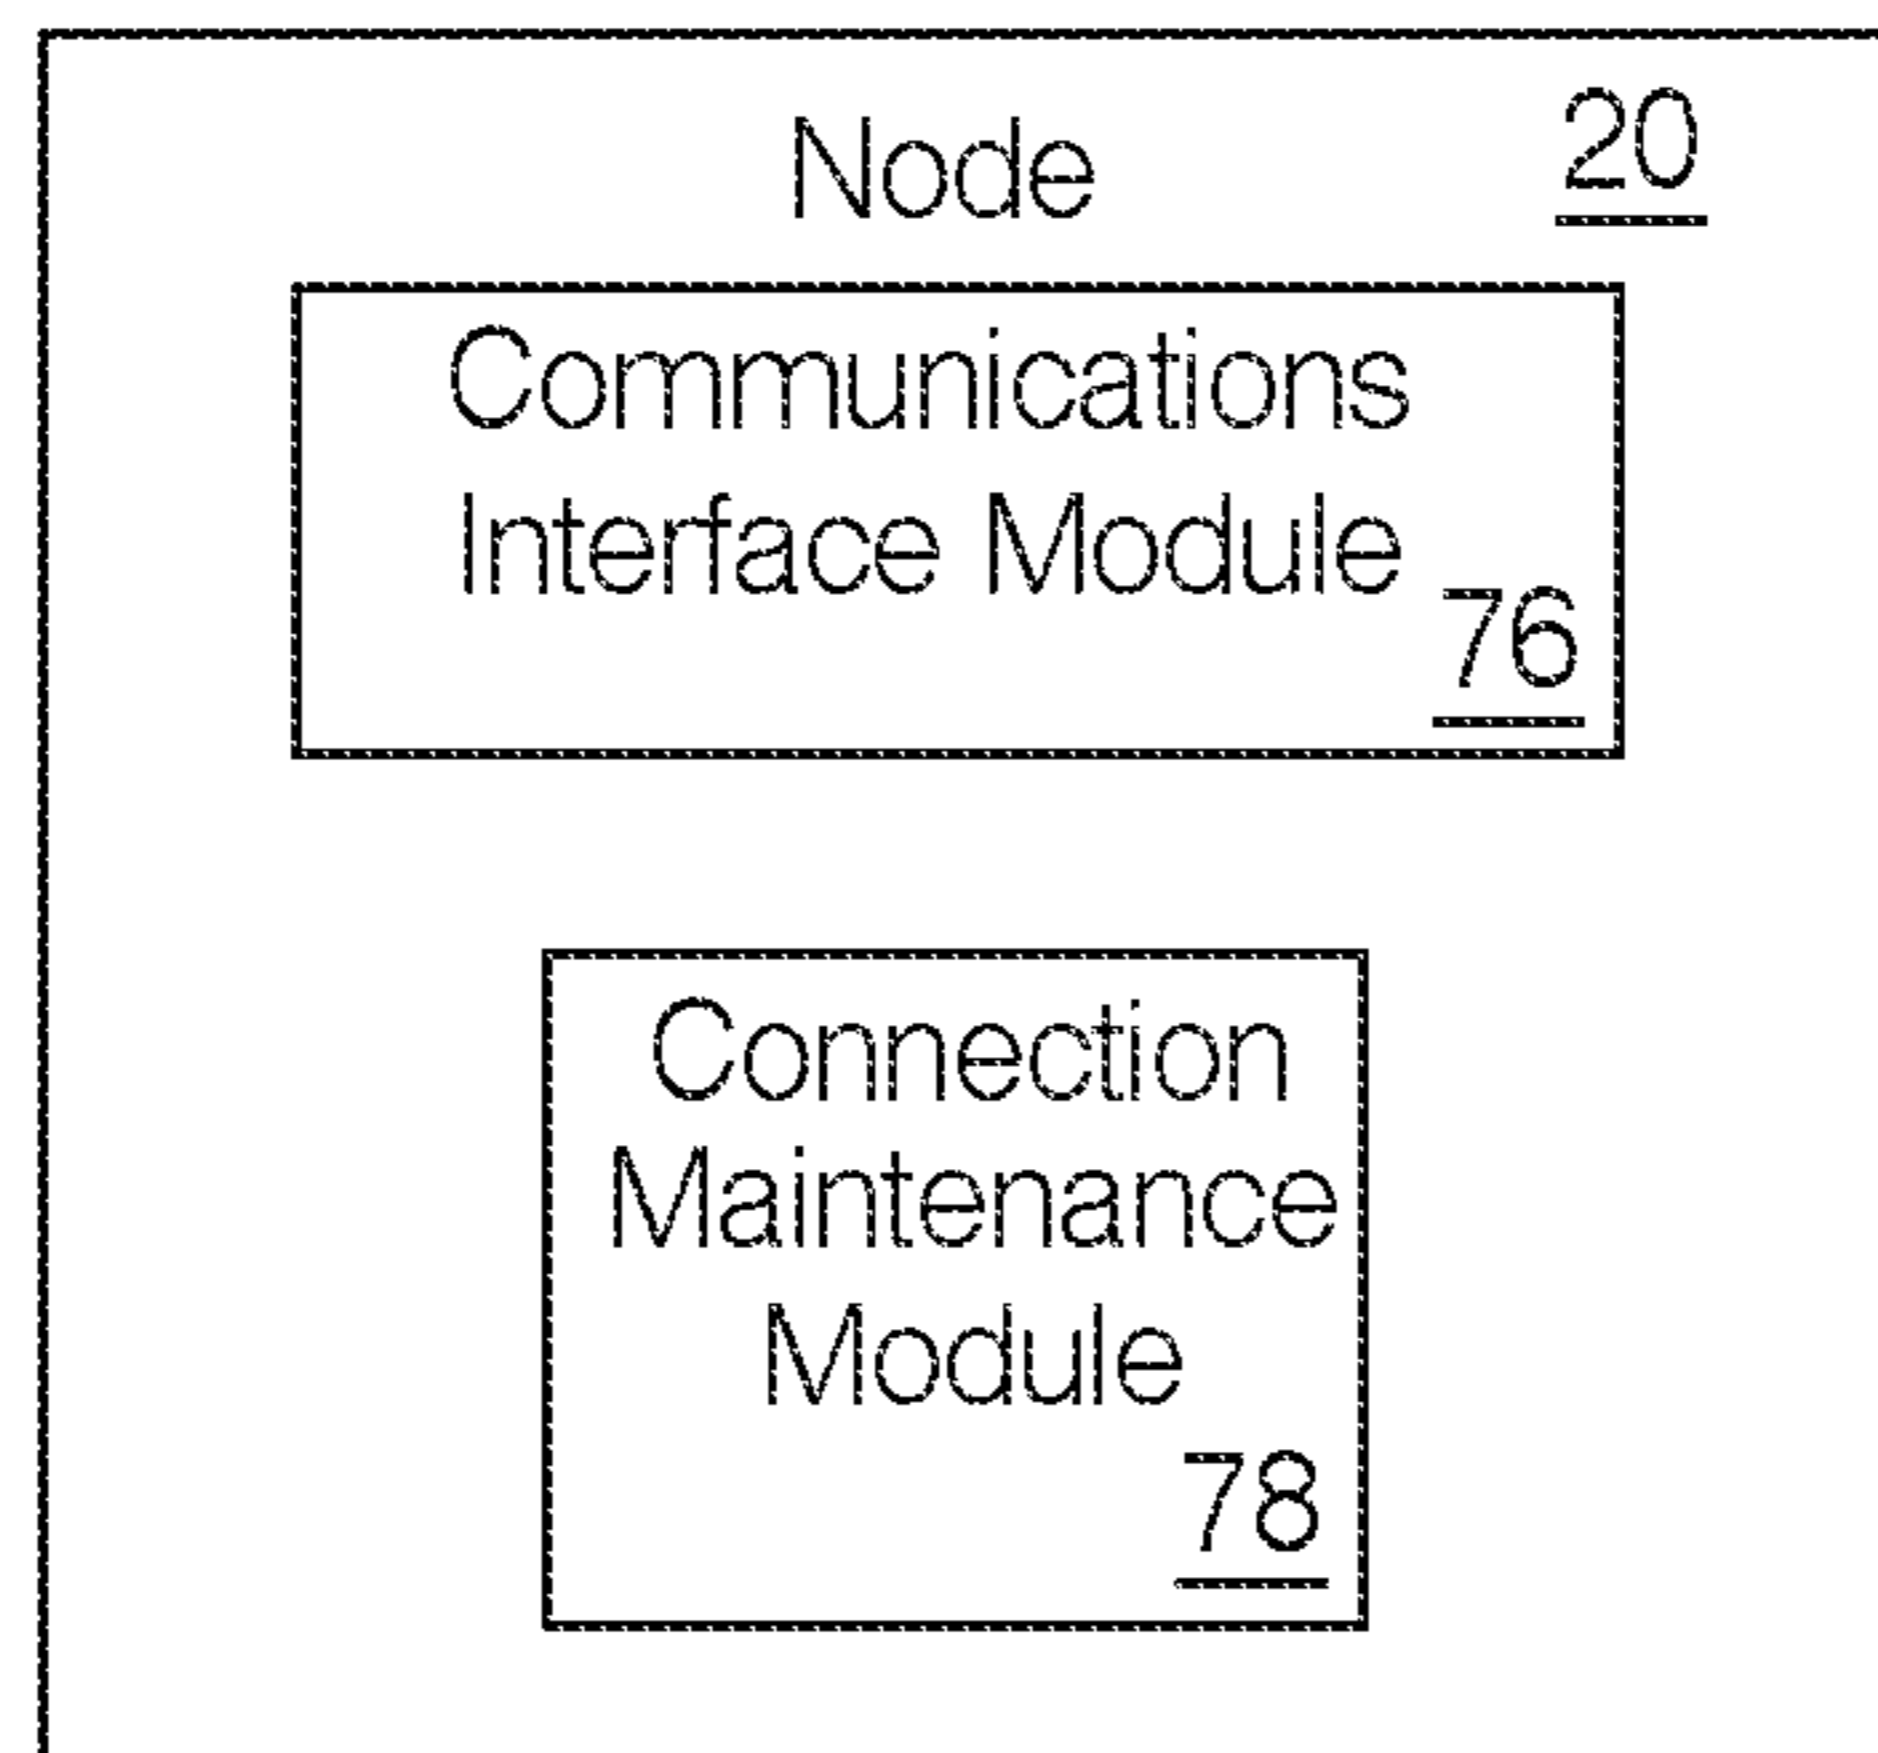 Node 20
Communications
Interface Module
76
Connection
Maintenance
Module
78